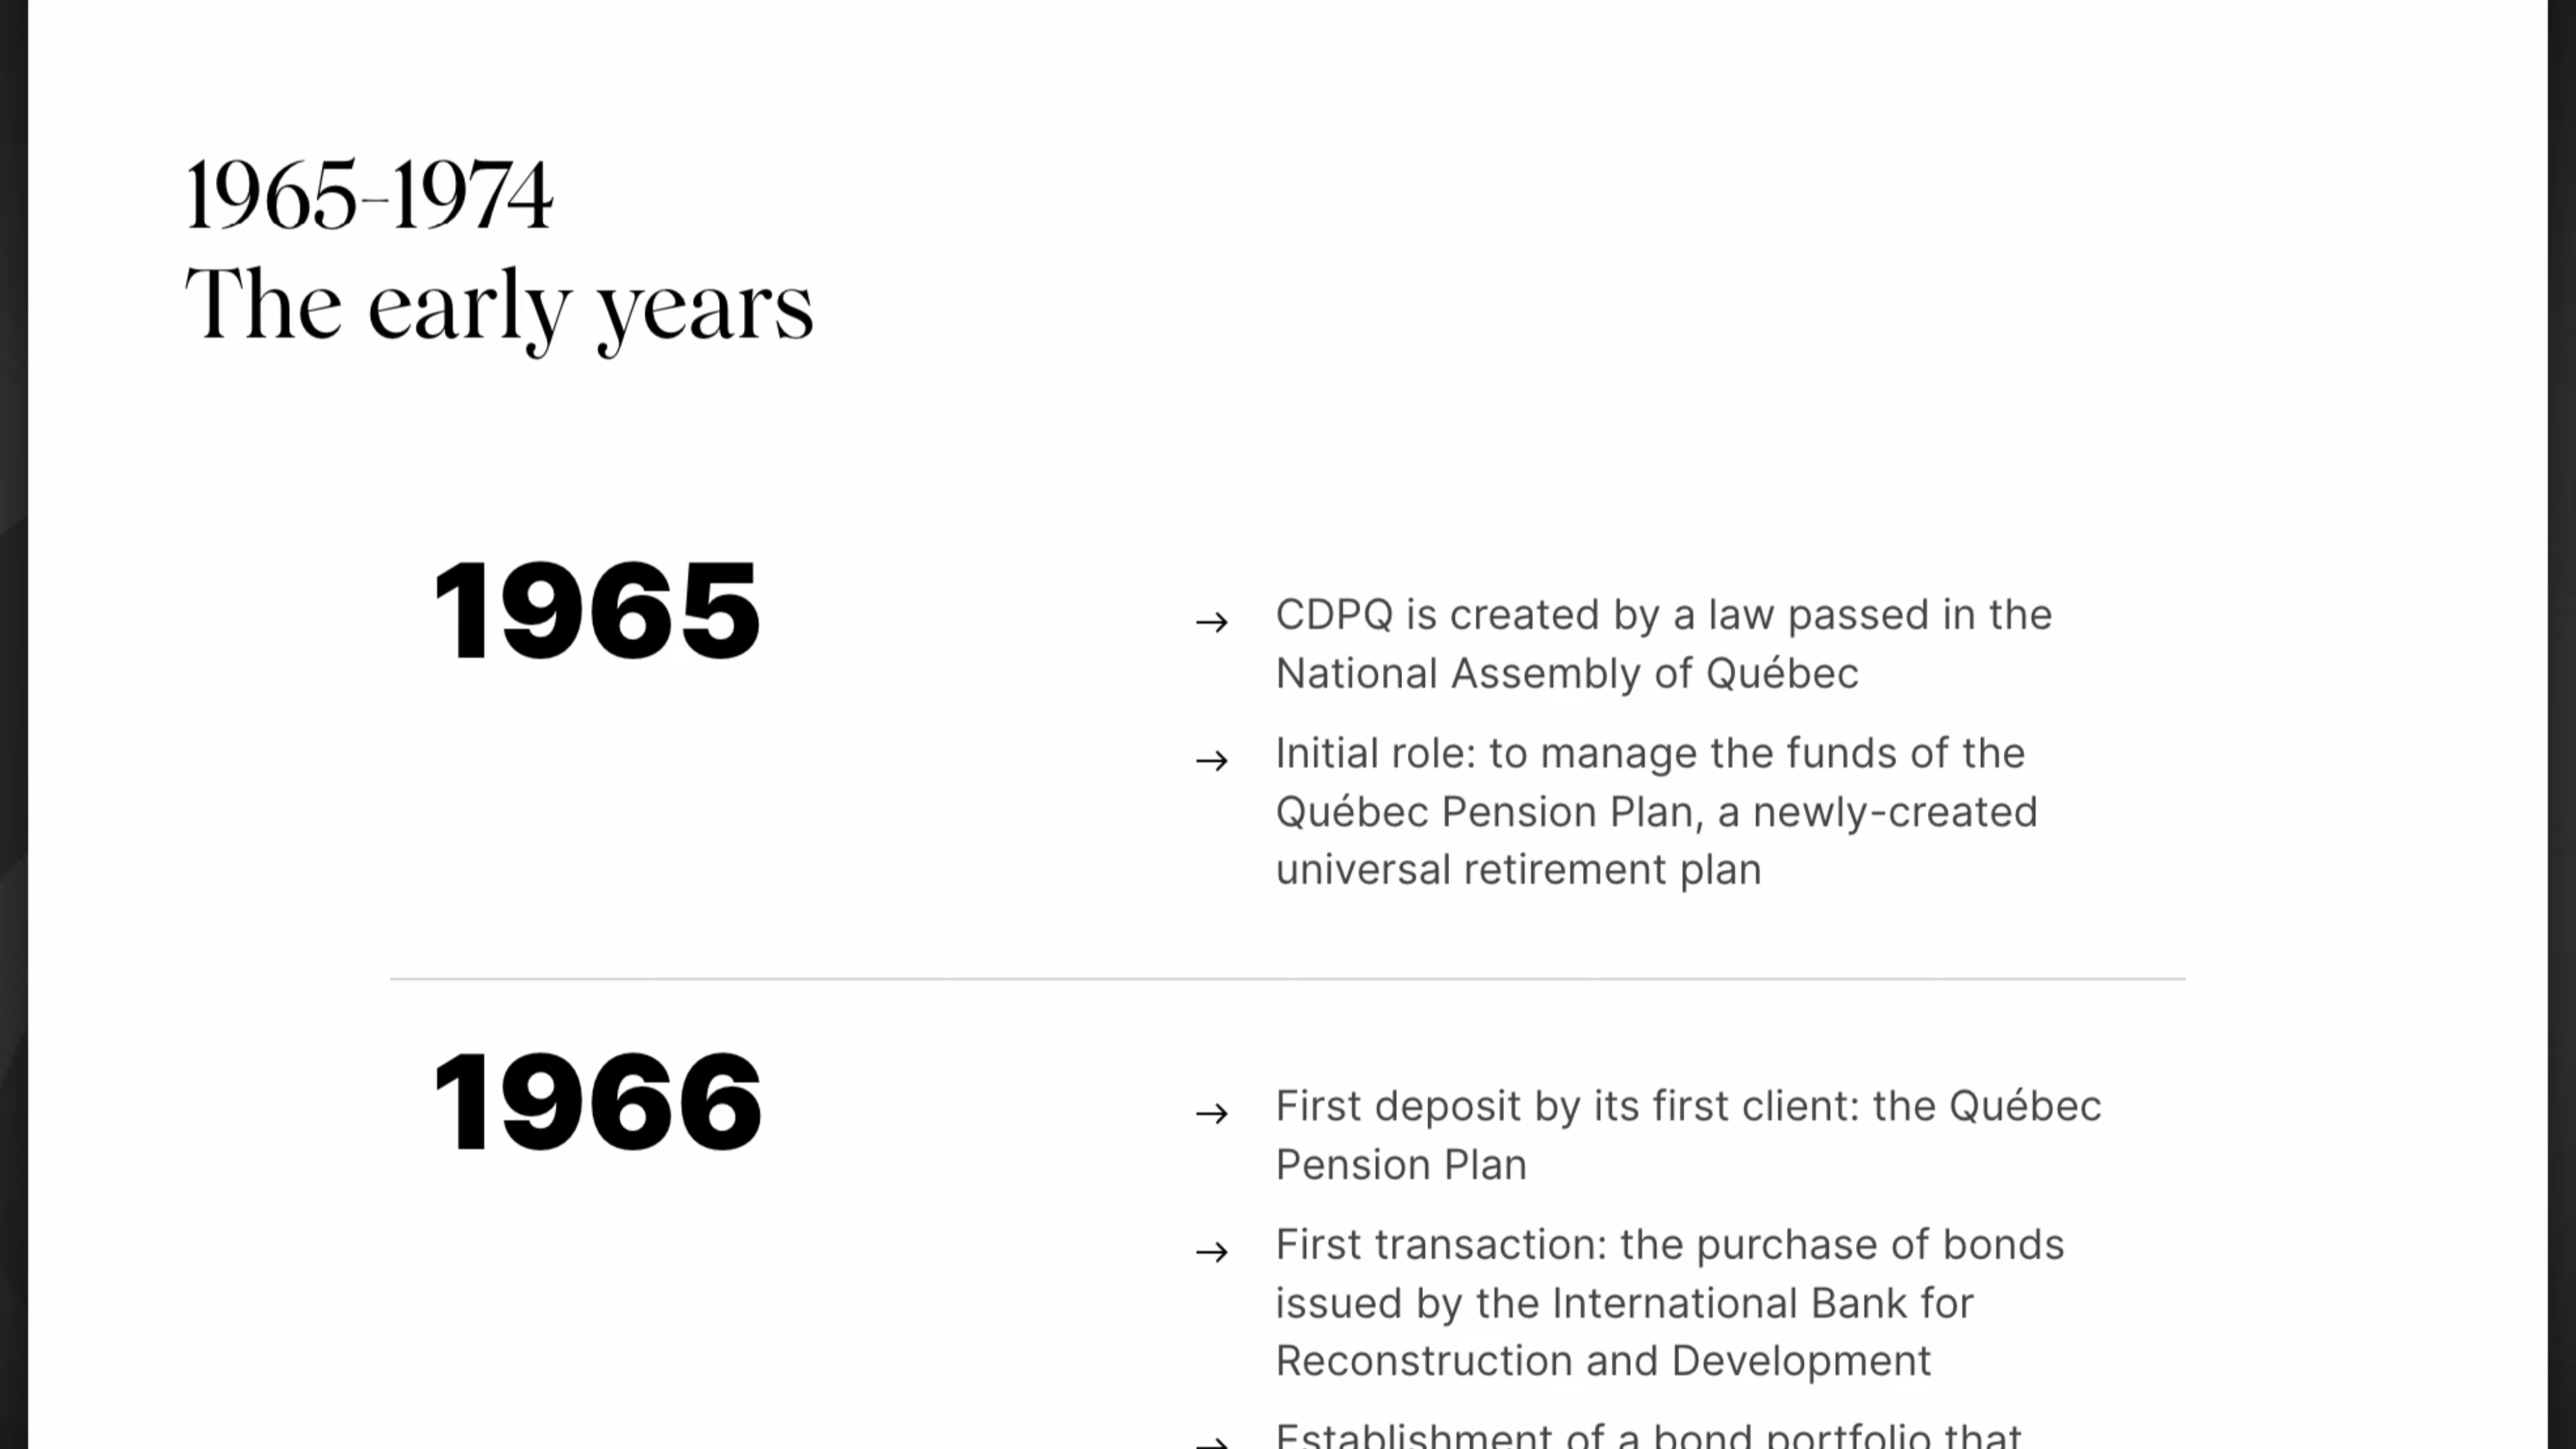 1965–1974
The early years
1965
→ CDPQ is created by a law passed in the
National Assembly of Québec
→ Initial role: to manage the funds of the
Québec Pension Plan, a newly-created
universal retirement plan
1966
→ First deposit by its first client: the Québec
Pension Plan
→ First transaction: the purchase of bonds
issued by the International Bank for
Reconstruction and Development
→ Establishment of a bond portfolio that